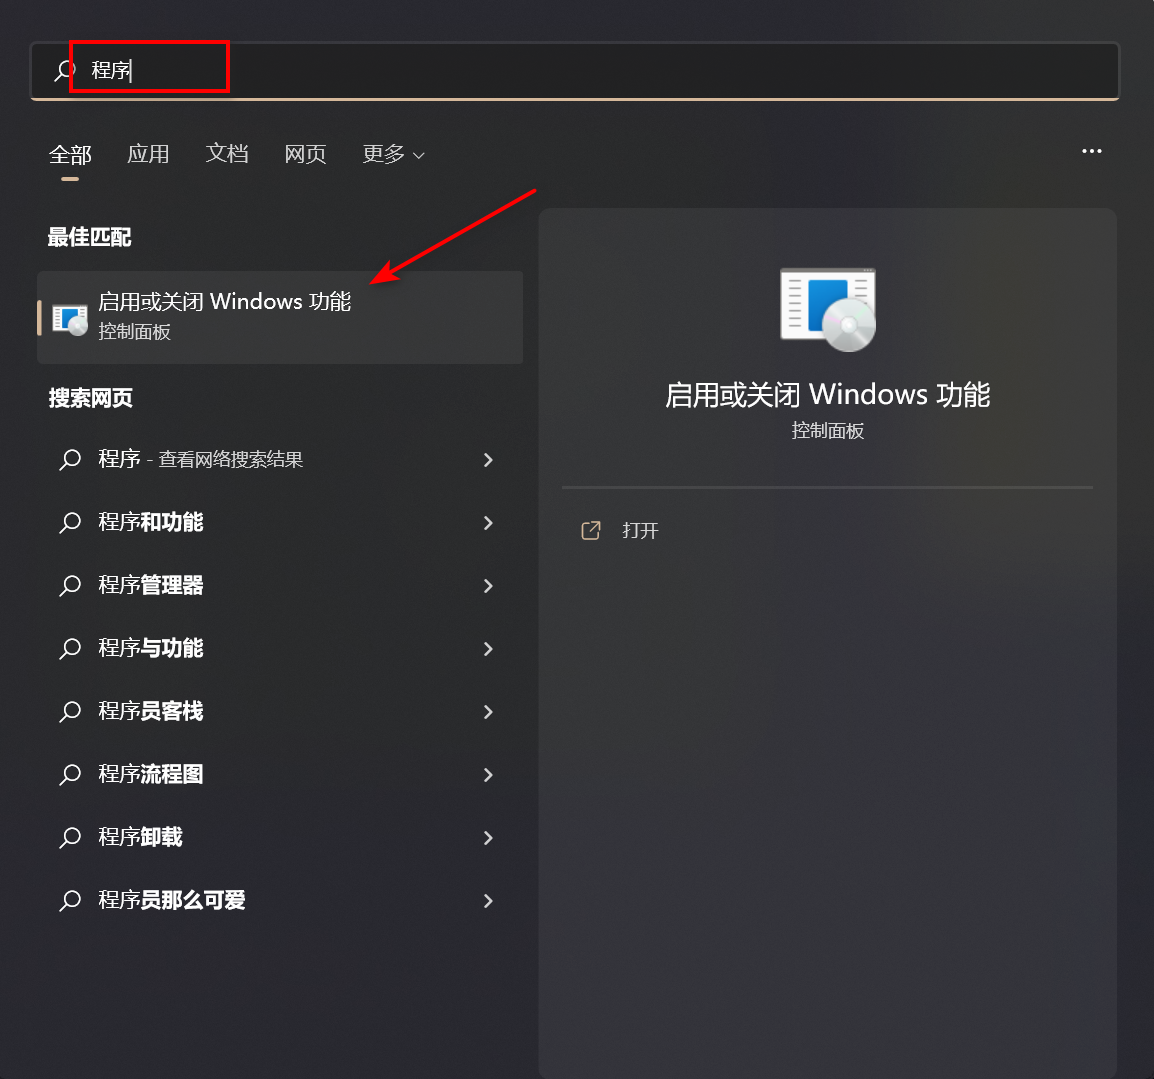 程序
全部 应用 文档 网页 更多
最佳匹配
启用或关闭 Windows 功能
控制面板
搜索网页
程序 - 查看网络搜索结果
程序和功能
程序管理器
程序与功能
程序员客栈
程序流程图
程序卸载
程序员那么可爱
启用或关闭 Windows 功能
控制面板
打开